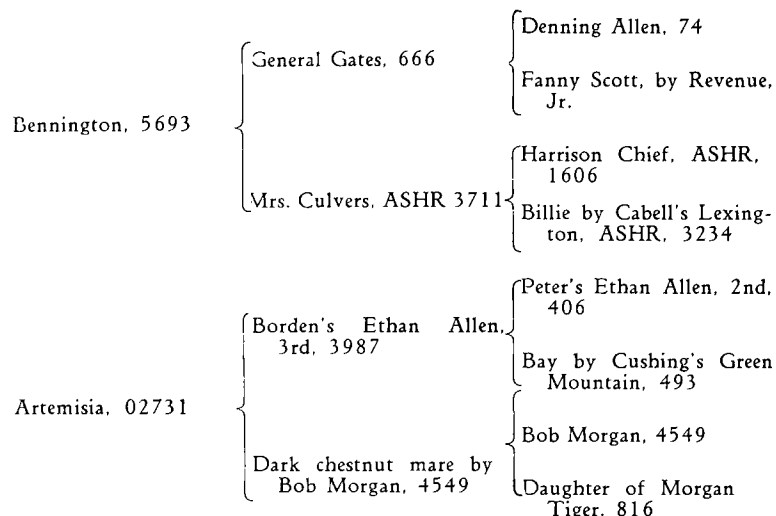 Denning Allen, 74
General Gates, 666
Fanny Scott, by Revenue,
Jr.
Bennington, 5693
Harrison Chief, ASHR,
1606
Mrs. Culvers, ASHR 3711
Billie by Cabell's Lexing-
ton, ASHR, 3234
Peter's Ethan Allen, 2nd,
406
Borden's Ethan Allen,
3rd, 3987
Bay by Cushing's Green
Mountain, 493
Artemisia, 02731
Bob Morgan, 4549
Dark chestnut mare by
Bob Morgan, 4549
Daughter of Morgan
Tiger, 816